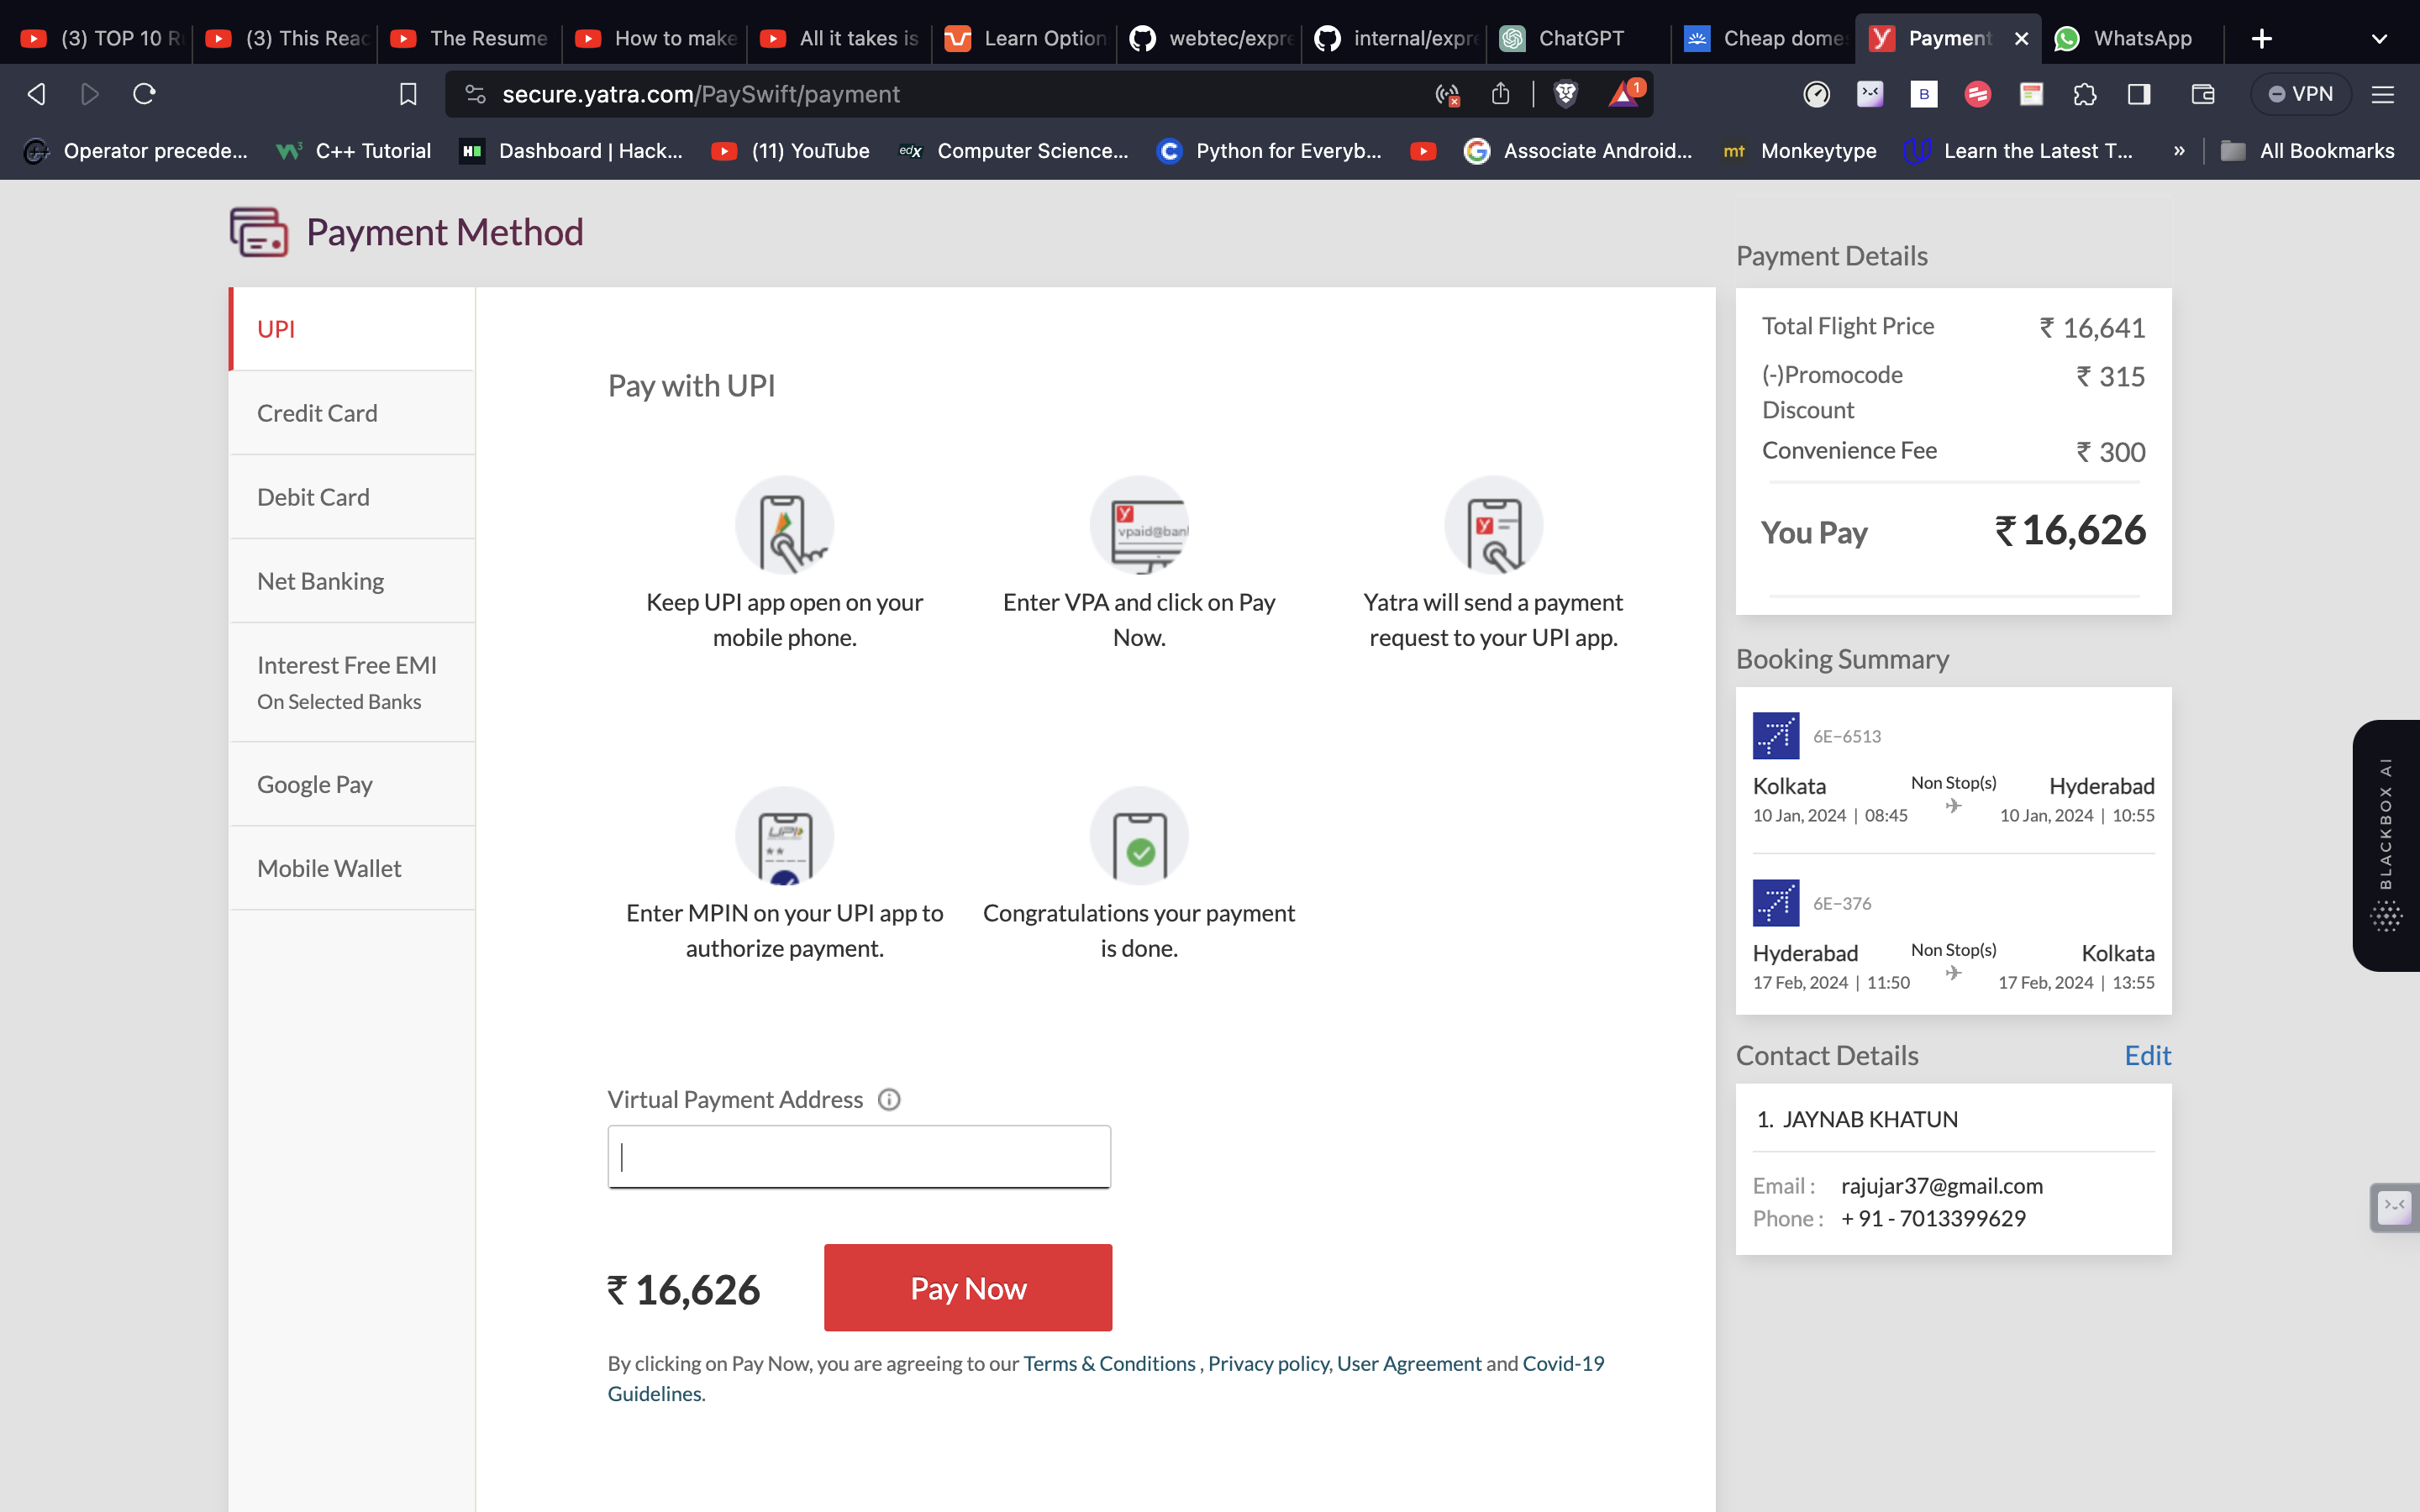 (3) TOP 10 R
(3) This Reac
The Resume
How to make
All it takes is
Learn Option
webtec/expre
internal/expre
ChatGPT
Cheap dome
Payment
WhatsApp
secure.yatra.com/PaySwift/payment
1
VPN
Operator precede...
C++ Tutorial
Dashboard | Hack...
(11) YouTube
edX
Computer Science...
Python for Everyb...
Associate Android...
mt
Monkeytype
Learn the Latest T...
»
All Bookmarks
Payment Method
UPI
Credit Card
Debit Card
Net Banking
Interest Free EMI
On Selected Banks
Google Pay
Mobile Wallet
Pay with UPI
vpaid@bank
Keep UPI app open on your
mobile phone.
Enter VPA and click on Pay
Now.
Yatra will send a payment
request to your UPI app.
UPI
Enter MPIN on your UPI app to
authorize payment.
Congratulations your payment
is done.
Virtual Payment Address
₹ 16,626
Pay Now
By clicking on Pay Now, you are agreeing to our Terms & Conditions , Privacy policy, User Agreement and Covid-19
Guidelines.
Payment Details
Total Flight Price ₹ 16,641
(-)Promocode ₹ 315
Discount
Convenience Fee ₹ 300
You Pay ₹ 16,626
Booking Summary
6E-6513
Kolkata Non Stop(s) Hyderabad
10 Jan, 2024 | 08:45 10 Jan, 2024 | 10:55
6E-376
Hyderabad Non Stop(s) Kolkata
17 Feb, 2024 | 11:50 17 Feb, 2024 | 13:55
Contact Details Edit
1. JAYNAB KHATUN
Email : rajujar37@gmail.com
Phone : + 91 - 7013399629
BLACKBOX AI